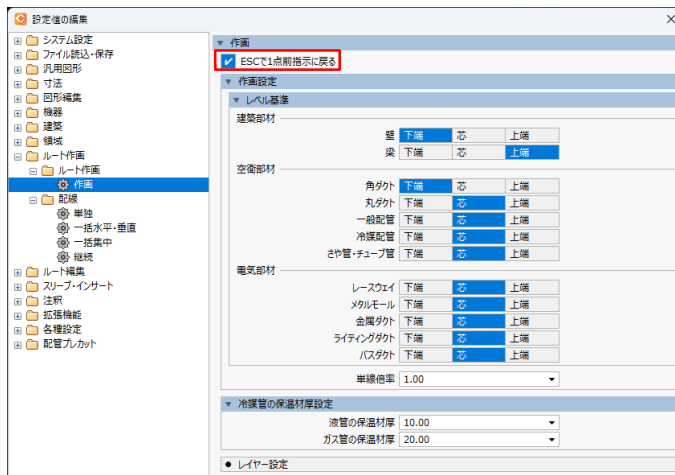 設定値の編集
システム設定
ファイル読込・保存
汎用図形
寸法
図形編集
機器
建築
領域
ルート作画
ルート作画
作画
配線
単独
一括水平・垂直
一括集中
継続
ルート編集
スリーブ・インサート
注釈
拡張機能
各種設定
配管プレカット
作画
ESCで1点前指示に戻る
作画設定
レベル基準
建築部材
壁 下端 芯 上端
梁 下端 芯 上端
空衛部材
角ダクト 下端 芯 上端
丸ダクト 下端 芯 上端
一般配管 下端 芯 上端
冷媒配管 下端 芯 上端
さや管・チューブ管 下端 芯 上端
電気部材
レースウェイ 下端 芯 上端
メタルモール 下端 芯 上端
金属ダクト 下端 芯 上端
ライティングダクト 下端 芯 上端
バスダクト 下端 芯 上端
単線倍率 1.00
冷媒管の保温材厚設定
液管の保温材厚 10.00
ガス管の保温材厚 20.00
レイヤー設定